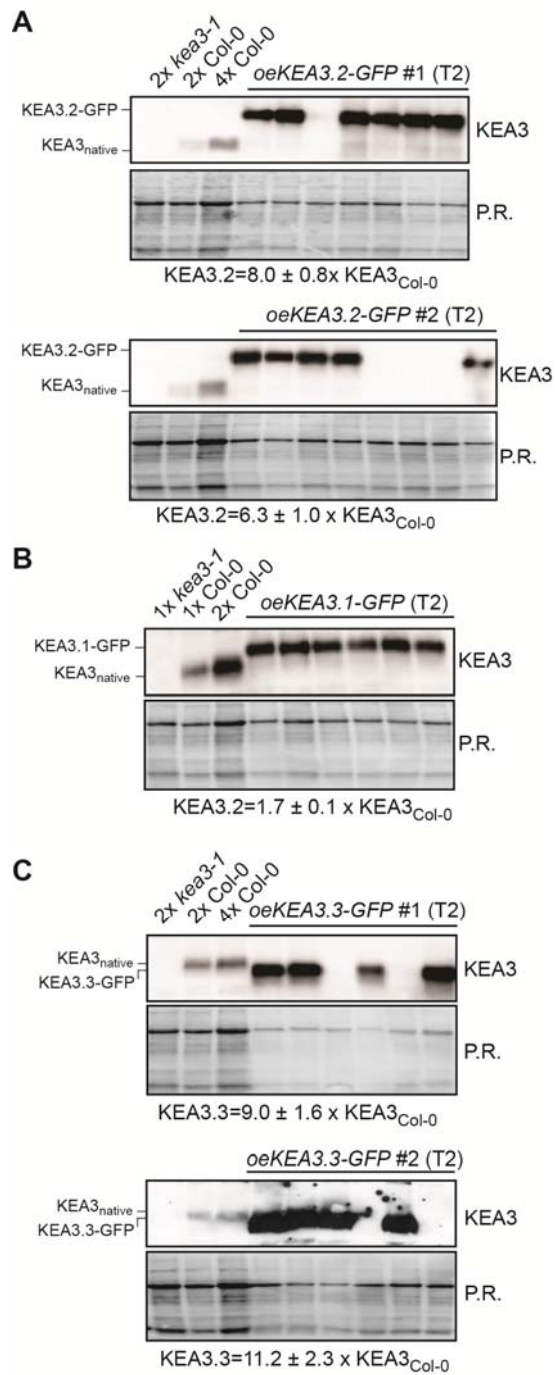 A
2x kea3-1
2x Col-0
4x Col-0
oeKEA3.2-GFP #1 (T2)
KEA3.2-GFP
KEA3native
KEA3
P.R.
KEA3.2=8.0 ± 0.8x KEA3Col-0
oeKEA3.2-GFP #2 (T2)
KEA3.2-GFP
KEA3native
KEA3
P.R.
KEA3.2=6.3 ± 1.0 x KEA3Col-0
B
1x kea3-1
1x Col-0
2x Col-0
oeKEA3.1-GFP (T2)
KEA3.1-GFP
KEA3native
KEA3
P.R.
KEA3.2=1.7 ± 0.1 x KEA3Col-0
C
2x kea3-1
2x Col-0
4x Col-0
oeKEA3.3-GFP #1 (T2)
KEA3native
KEA3.3-GFP
KEA3
P.R.
KEA3.3=9.0 ± 1.6 x KEA3Col-0
oeKEA3.3-GFP #2 (T2)
KEA3native
KEA3.3-GFP
KEA3
P.R.
KEA3.3=11.2 ± 2.3 x KEA3Col-0